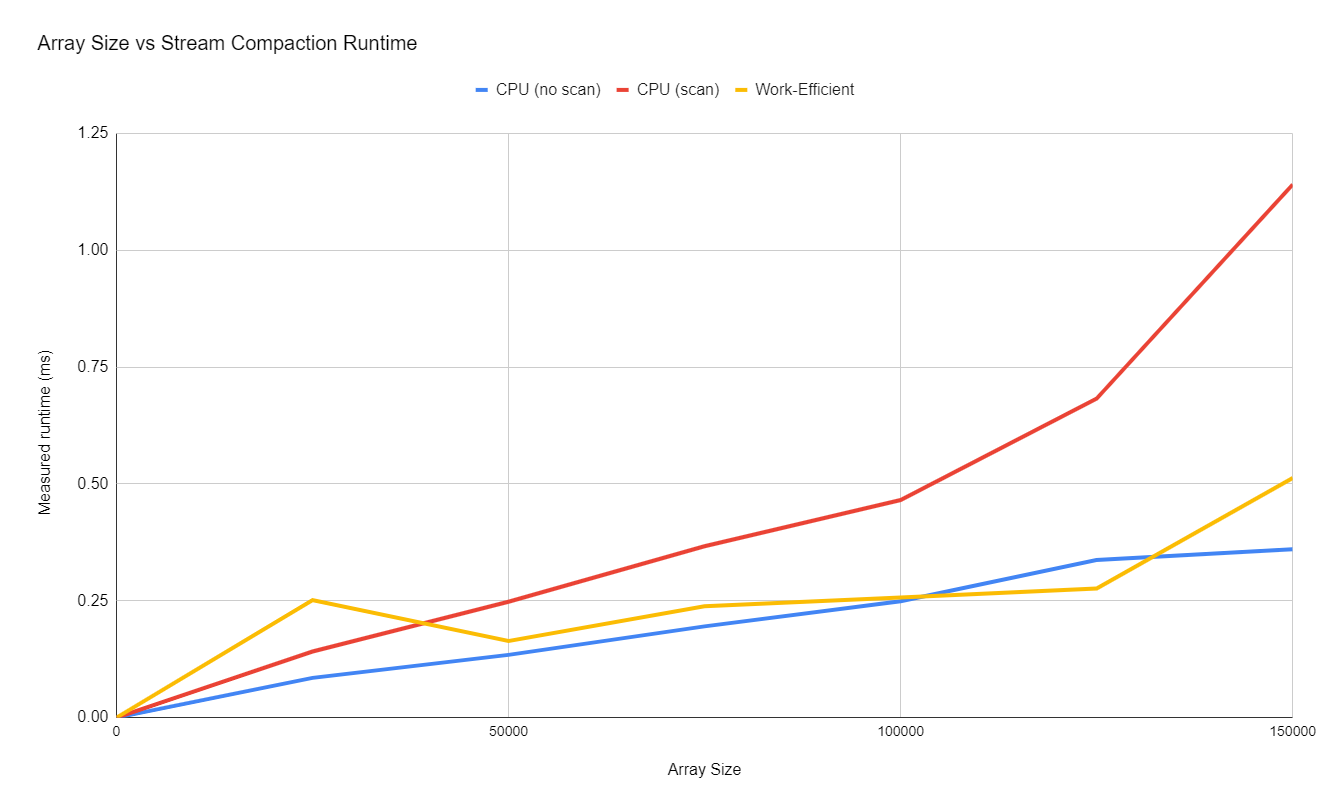 Array Size vs Stream Compaction Runtime
CPU (no scan) CPU (scan) Work-Efficient
Measured runtime (ms)
1.25
1.00
0.75
0.50
0.25
0.00
0 50000 100000 150000
Array Size